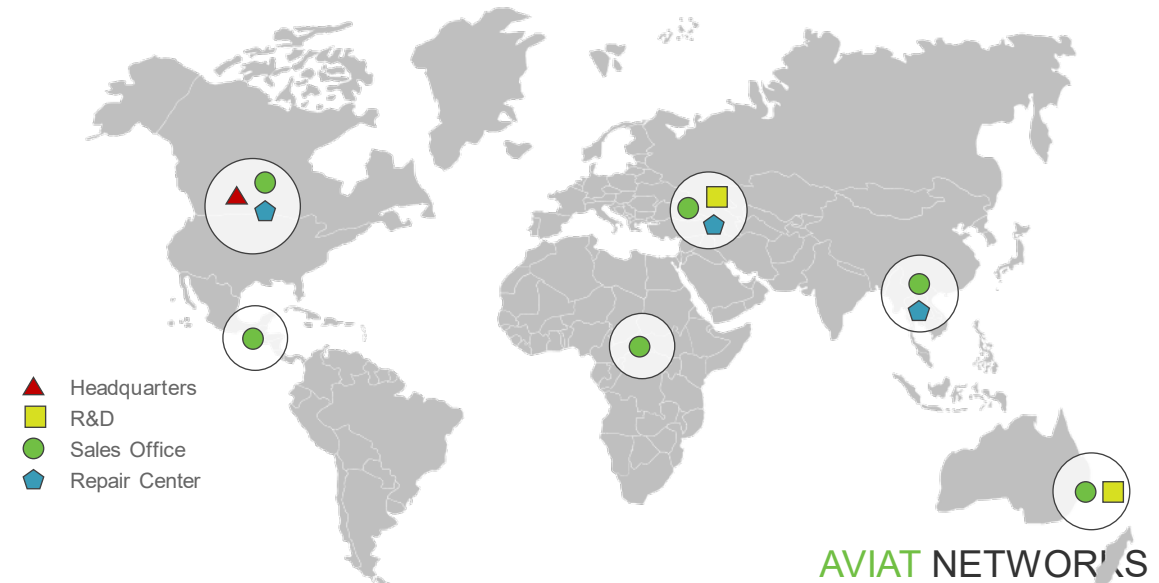 Headquarters
R&D
Sales Office
Repair Center
AVIAT NETWORKS